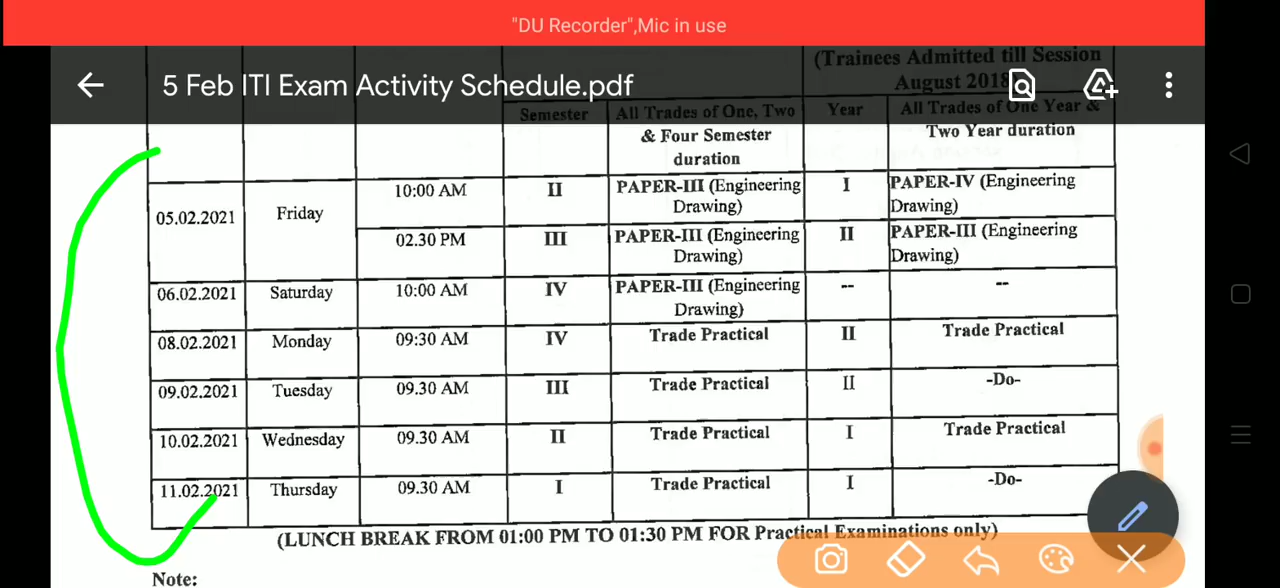 "DU Recorder",Mic in use
(Trainees Admitted till Session
August 2018
5 Feb ITI Exam Activity Schedule.pdf
Semester All Trades of One, Two Year All Trades of One Year &
& Four Semester Two Year duration
duration
05.02.2021 Friday 10:00 AM II PAPER-III (Engineering I PAPER-IV (Engineering
Drawing) Drawing)
02.30 PM III PAPER-III (Engineering II PAPER-III (Engineering
Drawing) Drawing)
06.02.2021 Saturday 10:00 AM IV PAPER-III (Engineering -- --
Drawing)
08.02.2021 Monday 09:30 AM IV Trade Practical II Trade Practical
09.02.2021 Tuesday 09.30 AM III Trade Practical II -Do-
10.02.2021 Wednesday 09.30 AM II Trade Practical I Trade Practical
11.02.2021 Thursday 09.30 AM I Trade Practical I -Do-
(LUNCH BREAK FROM 01:00 PM TO 01:30 PM FOR Practical Examinations only)
Note: